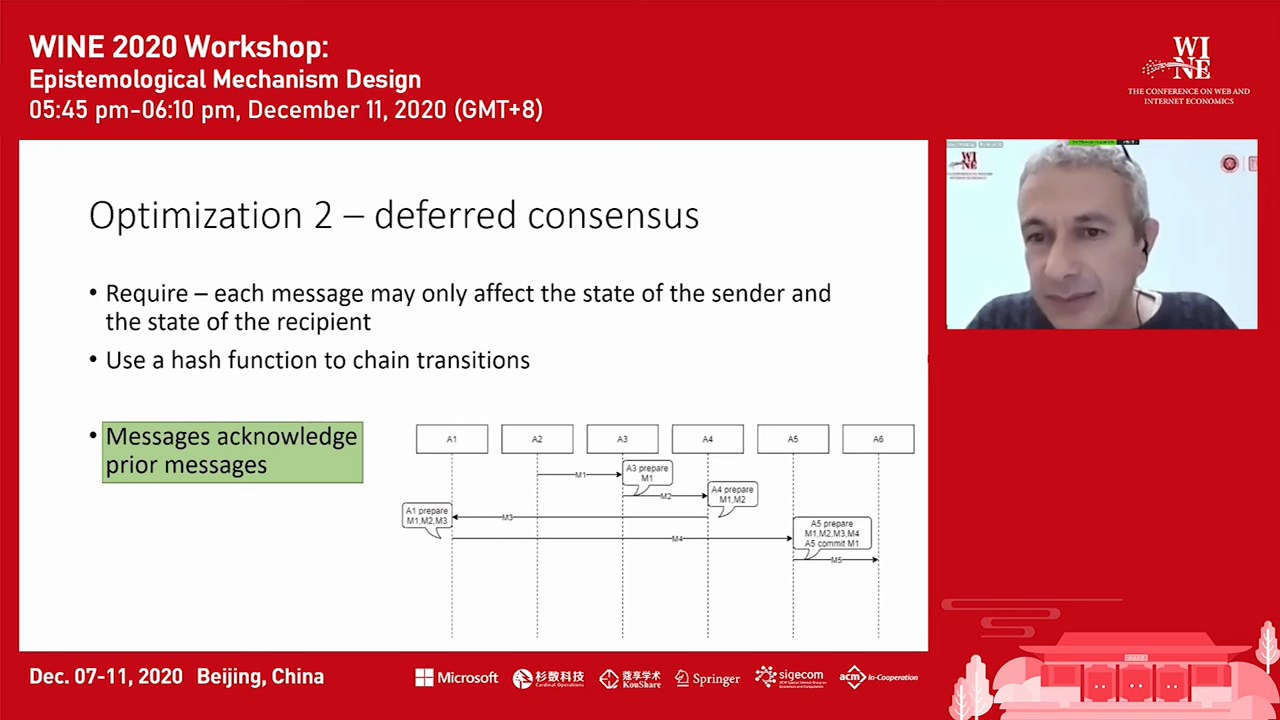 WINE 2020 Workshop:
Epistemological Mechanism Design
05:45 pm-06:10 pm, December 11, 2020 (GMT+8)
WI
NE
THE CONFERENCE ON WEB AND
INTERNET ECONOMICS
Optimization 2 – deferred consensus
• Require – each message may only affect the state of the sender and
the state of the recipient
• Use a hash function to chain transitions
• Messages acknowledge
prior messages
A1 A2 A3 A4 A5 A6
M1
A3 prepare
M1
M2
A4 prepare
M1,M2
A1 prepare
M1,M2,M3
M3
M4
A5 prepare
M1,M2,M3,M4
A5 commit M1
M5
WI
NE
Dec. 07-11, 2020 Beijing, China
Microsoft
杉数科技
Cardinal Operations
蔻享学术
KouShare
Springer
sigecom
acm In-Cooperation